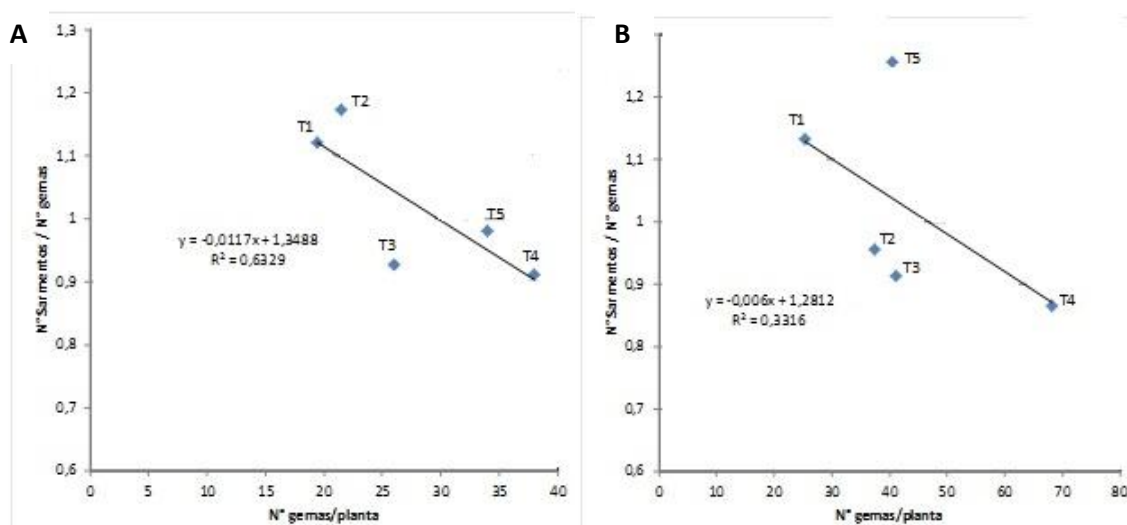 A
N° Sarmentos / N° gemas
1,3
1,2
1,1
1
0,9
0,8
0,7
0,6
T1
T2
T3
T5
T4
y = -0,0117x + 1,3488
R² = 0,6329
0 5 10 15 20 25 30 35 40
N° gemas/planta
B
N° Sarmentos / N° gemas
1,2
1,1
1
0,9
0,8
0,7
0,6
T5
T1
T2
T3
T4
y = -0,006x + 1,2812
R² = 0,3316
0 10 20 30 40 50 60 70 80
N° gemas/planta